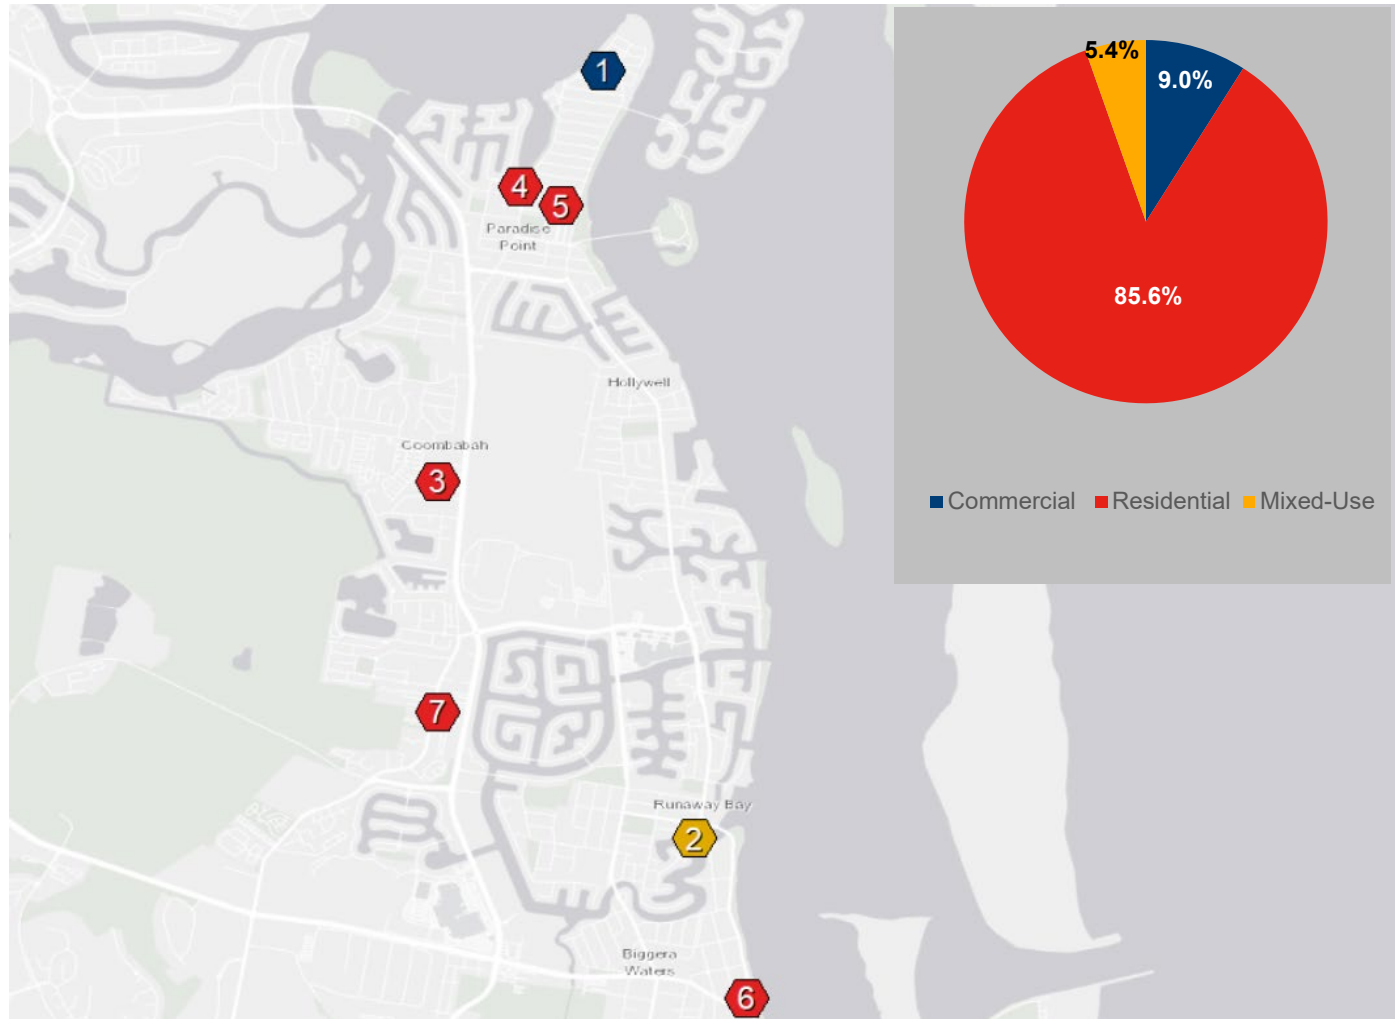 1
5.4%
9.0%
4
5
Paradise
Point
85.6%
Hollywell
Coombabah
3
Commercial Residential Mixed-Use
7
Runaway Bay
2
Biggera
Waters
6